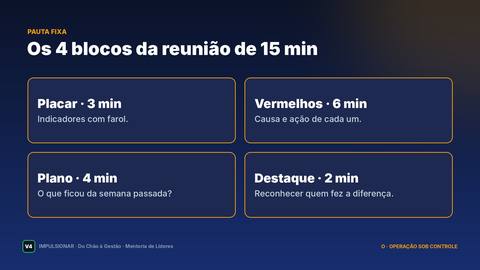 PAUTA FIXA
Os 4 blocos da reunião de 15 min
Placar · 3 min
Indicadores com farol.
Vermelhos · 6 min
Causa e ação de cada um.
Plano · 4 min
O que ficou da semana passada?
Destaque · 2 min
Reconhecer quem fez a diferença.
V4
IMPULSIONAR · Do Chão à Gestão · Mentoria de Líderes
O · OPERAÇÃO SOB CONTROLE